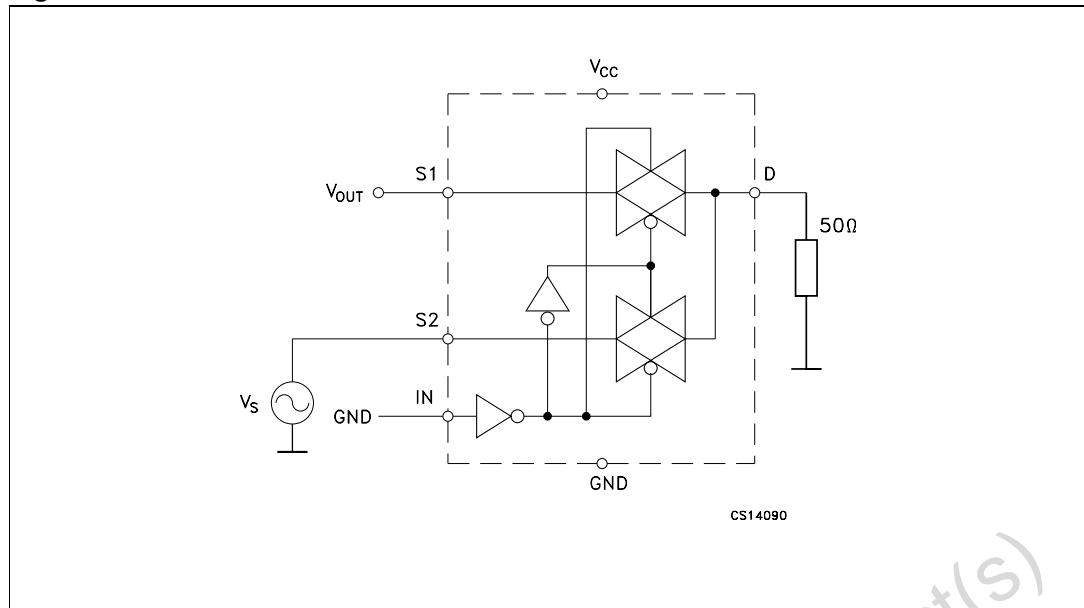 VCC
S1
D
VOUT
50Ω
S2
IN
VS
GND
GND
CS14090
t(s)